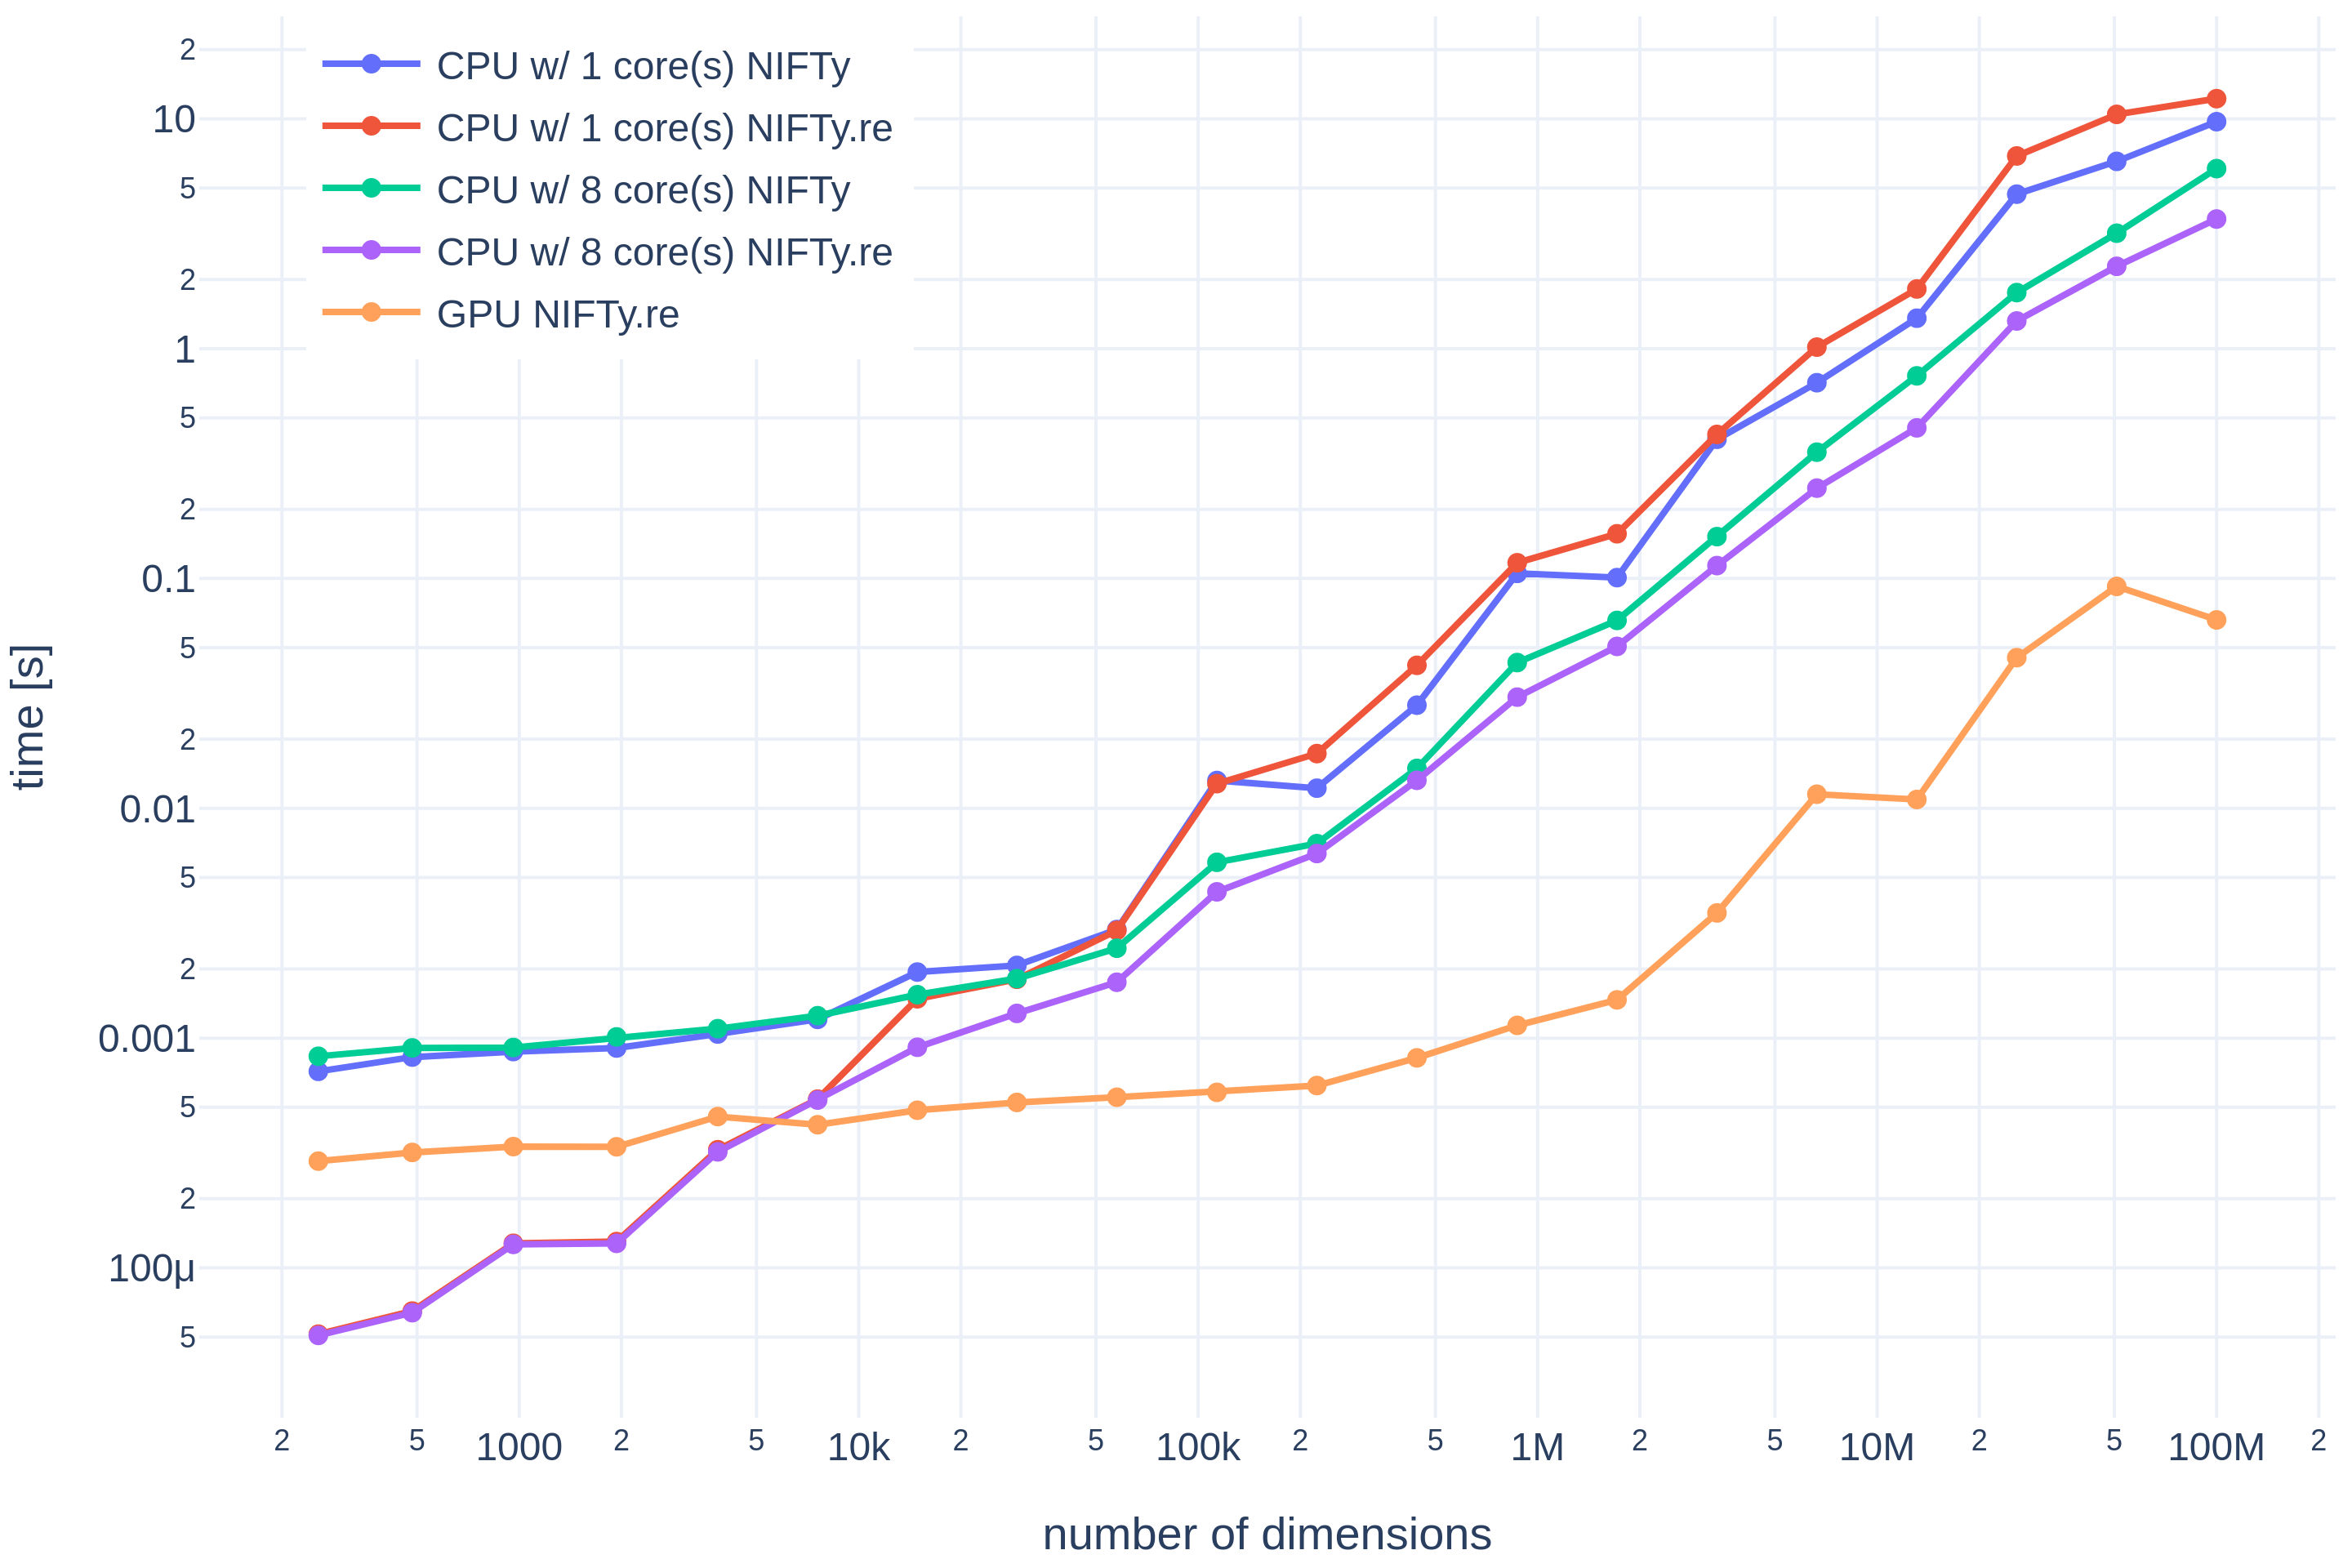 CPU w/ 1 core(s) NIFTy
CPU w/ 1 core(s) NIFTy.re
CPU w/ 8 core(s) NIFTy
CPU w/ 8 core(s) NIFTy.re
GPU NIFTy.re
2
10
5
2
1
5
2
0.1
5
2
0.01
5
2
0.001
5
2
100μ
5
time [s]
2 5 1000 2 5 10k 2 5 100k 2 5 1M 2 5 10M 2 5 100M 2
number of dimensions